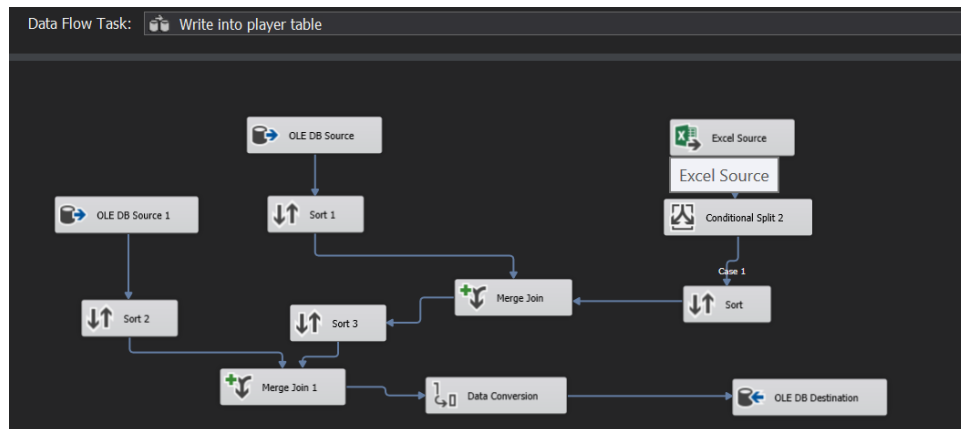 Data Flow Task: Write into player table
OLE DB Source
Excel Source
Excel Source
OLE DB Source 1
Sort 1
Conditional Split 2
Case 1
Merge Join
Sort
Sort 2
Sort 3
Merge Join 1
Data Conversion
OLE DB Destination